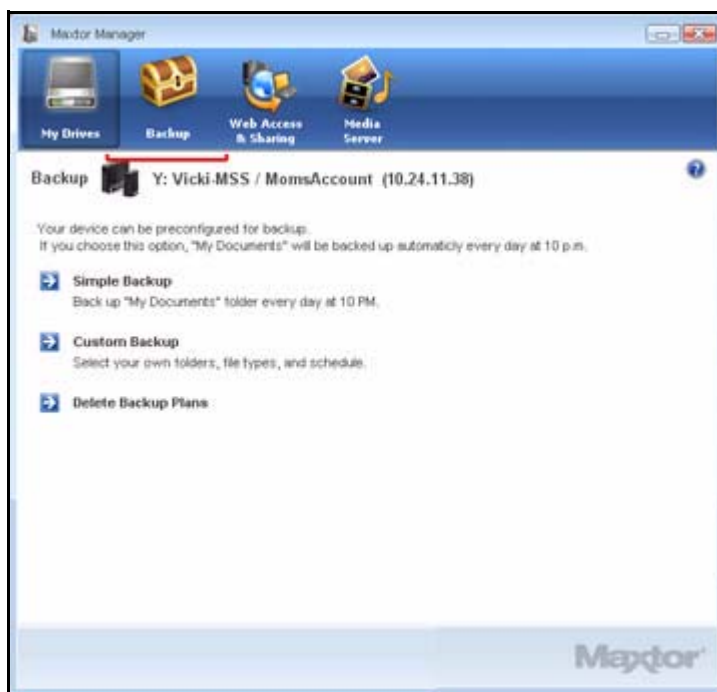 Maxtor Manager
My Drives
Backup
Web Access
& Sharing
Media
Server
Backup Y: Vicki-MSS / MomsAccount (10.24.11.38)
Your device can be preconfigured for backup.
If you choose this option, "My Documents" will be backed up automaticly every day at 10 p.m.
Simple Backup
Back up "My Documents" folder every day at 10 PM.
Custom Backup
Select your own folders, file types, and schedule.
Delete Backup Plans
Maxtor